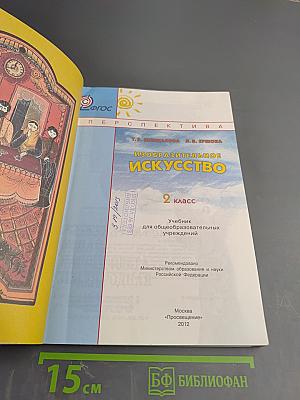 ФГОС
ПЕРСПЕКТИВА
Т.Я. ШПИКАЛОВА Л.В. ЕРШОВА
ИЗОБРАЗИТЕЛЬНОЕ
ИСКУССТВО
2 класс
Учебник
для общеобразовательных
учреждений
Рекомендовано
Министерством образования и науки
Российской Федерации
Москва
«Просвещение»
2012
15 см
БФ БИБЛИОФАН